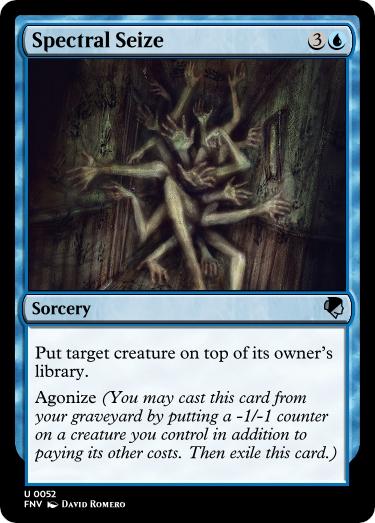 Spectral Seize 3
Sorcery
Put target creature on top of its owner's
library.
Agonize (You may cast this card from
your graveyard by putting a -1/-1 counter
on a creature you control in addition to
paying its other costs. Then exile this card.)
U 0052
FNV DAVID ROMERO